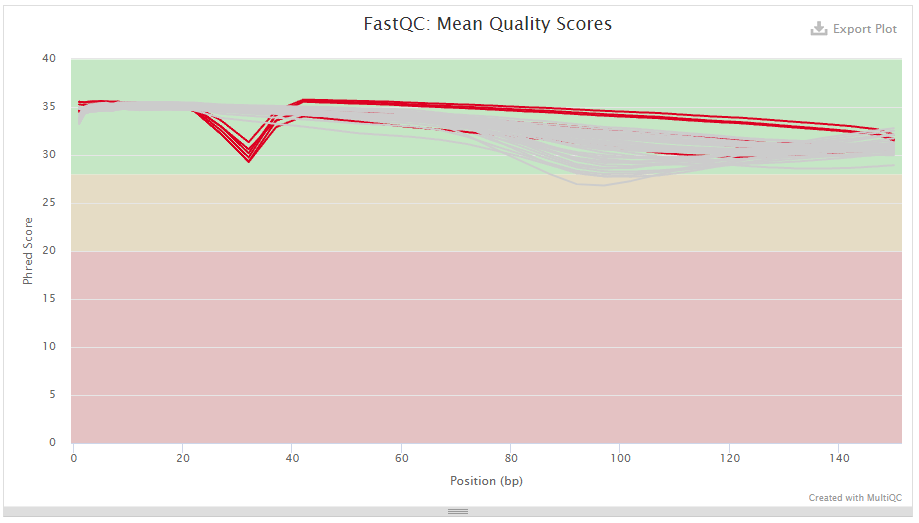 FastQC: Mean Quality Scores
Export Plot
40
35
30
25
20
15
10
5
0
Phred Score
0 20 40 60 80 100 120 140
Position (bp)
Created with MultiQC